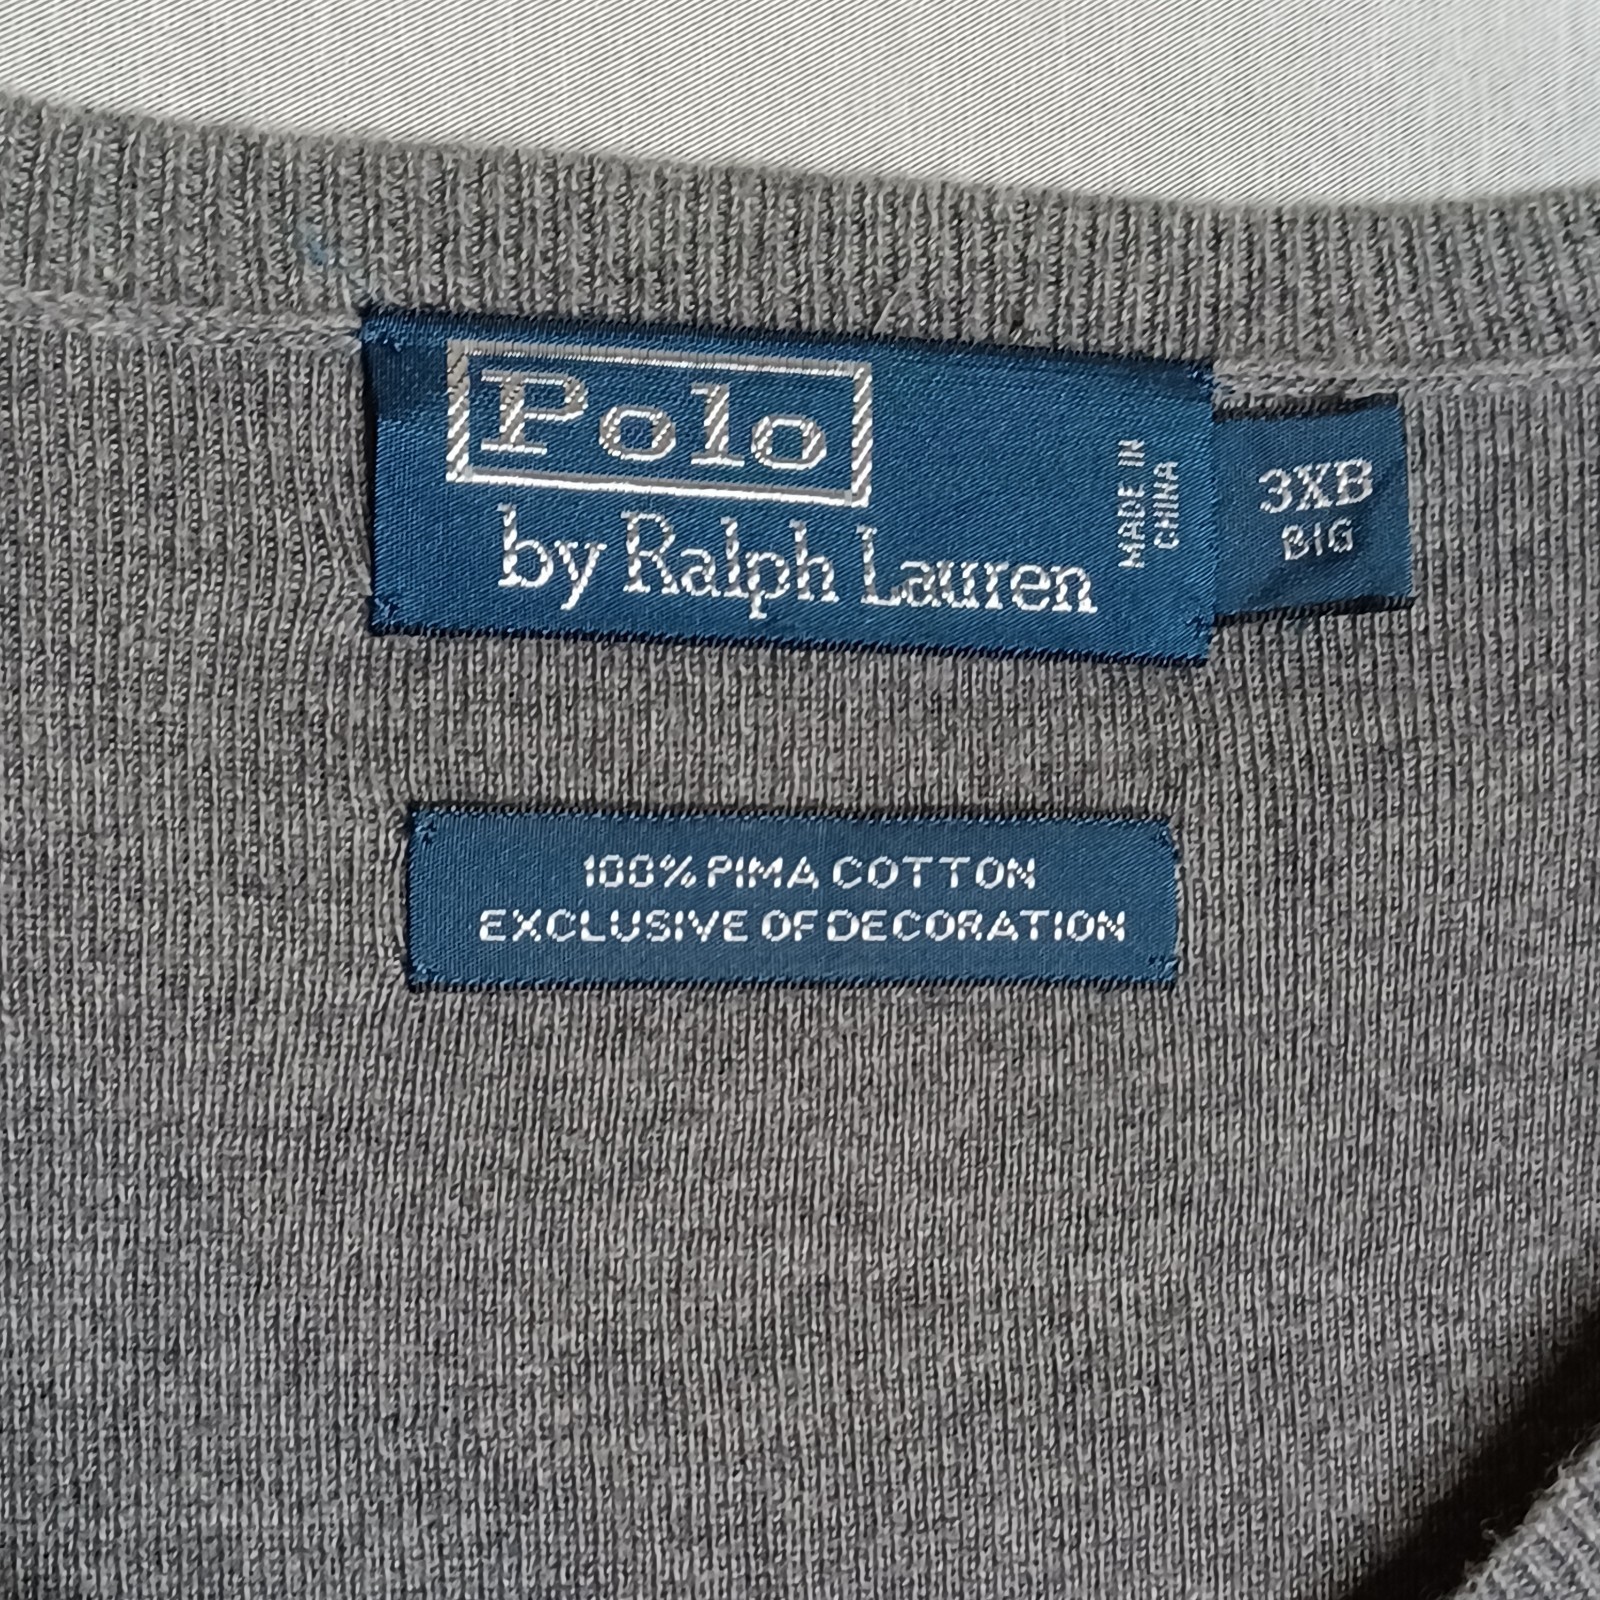 Polo
by Ralph Lauren
MADE IN
CHINA
3XB
BIG
100% PIMA COTTON
EXCLUSIVE OF DECORATION